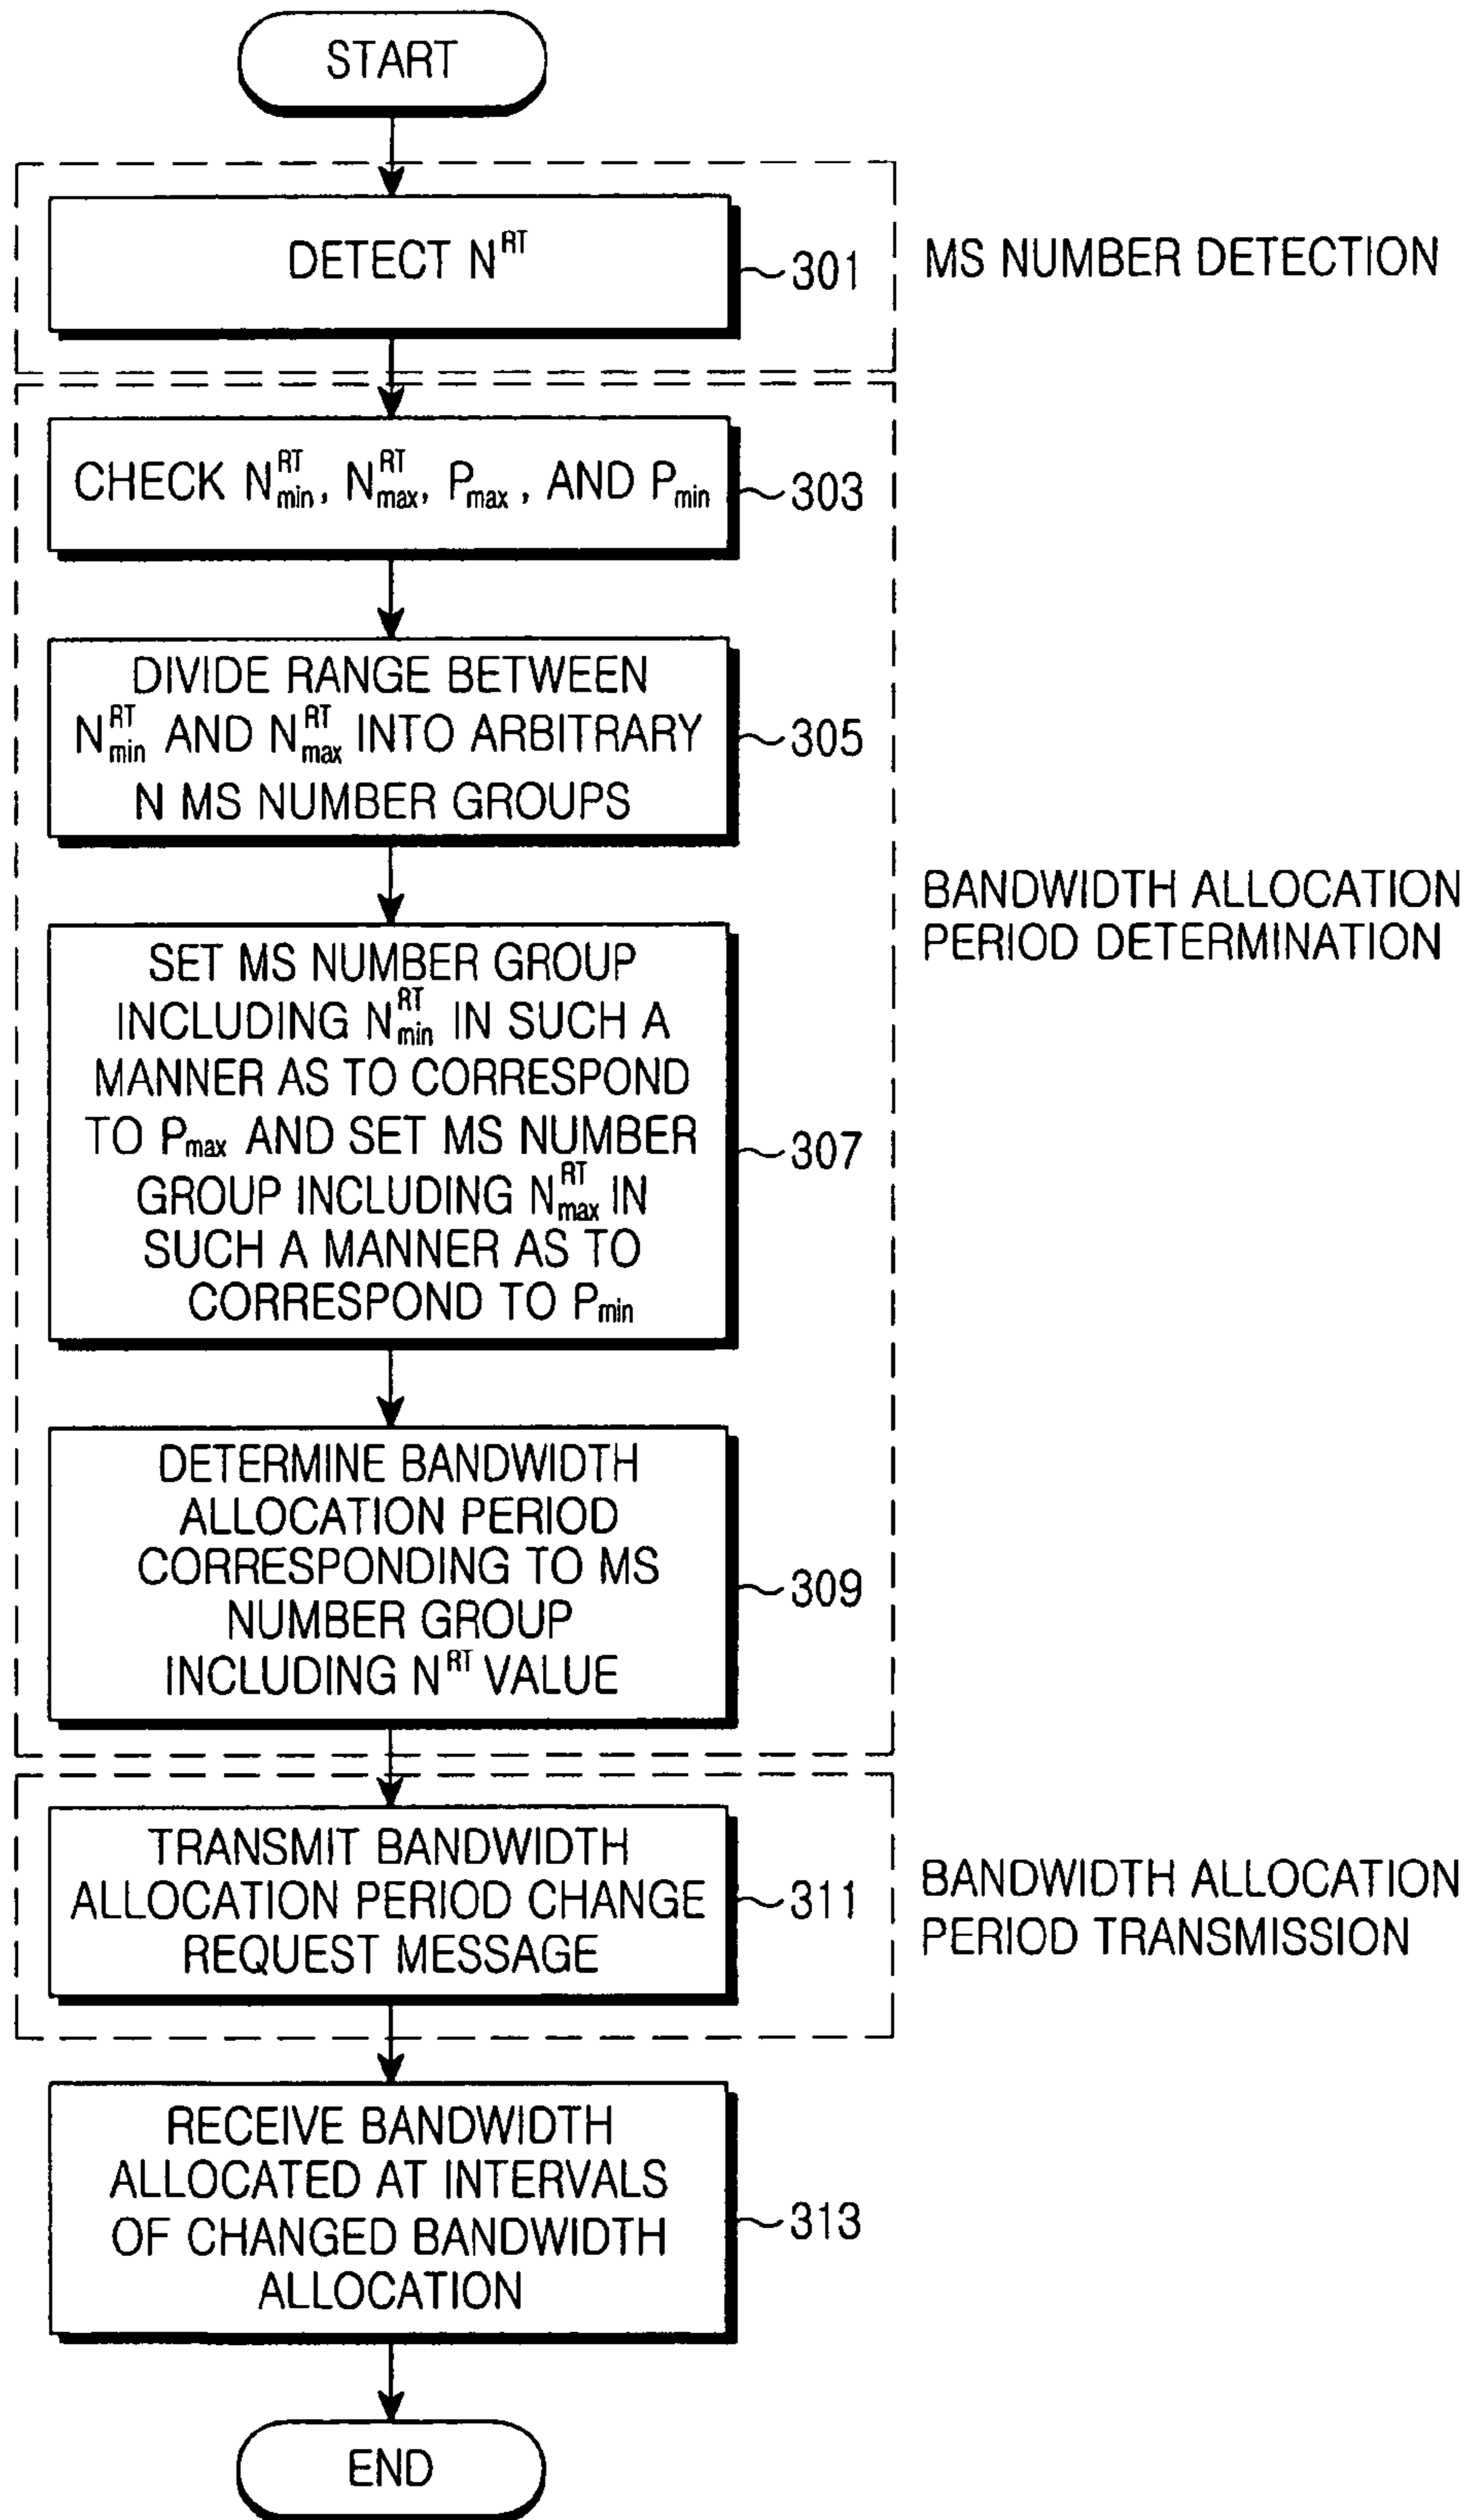 START
DETECT N^RT
301
MS NUMBER DETECTION
CHECK N^RT_min, N^RT_max, P_max, AND P_min
303
DIVIDE RANGE BETWEEN
N^RT_min AND N^RT_max INTO ARBITRARY
N MS NUMBER GROUPS
305
BANDWIDTH ALLOCATION
PERIOD DETERMINATION
SET MS NUMBER GROUP
INCLUDING N^RT_min IN SUCH A
MANNER AS TO CORRESPOND
TO P_max AND SET MS NUMBER
GROUP INCLUDING N^RT_max IN
SUCH A MANNER AS TO
CORRESPOND TO P_min
307
DETERMINE BANDWIDTH
ALLOCATION PERIOD
CORRESPONDING TO MS
NUMBER GROUP
INCLUDING N^RT VALUE
309
TRANSMIT BANDWIDTH
ALLOCATION PERIOD CHANGE
REQUEST MESSAGE
311
BANDWIDTH ALLOCATION
PERIOD TRANSMISSION
RECEIVE BANDWIDTH
ALLOCATED AT INTERVALS
OF CHANGED BANDWIDTH
ALLOCATION
313
END